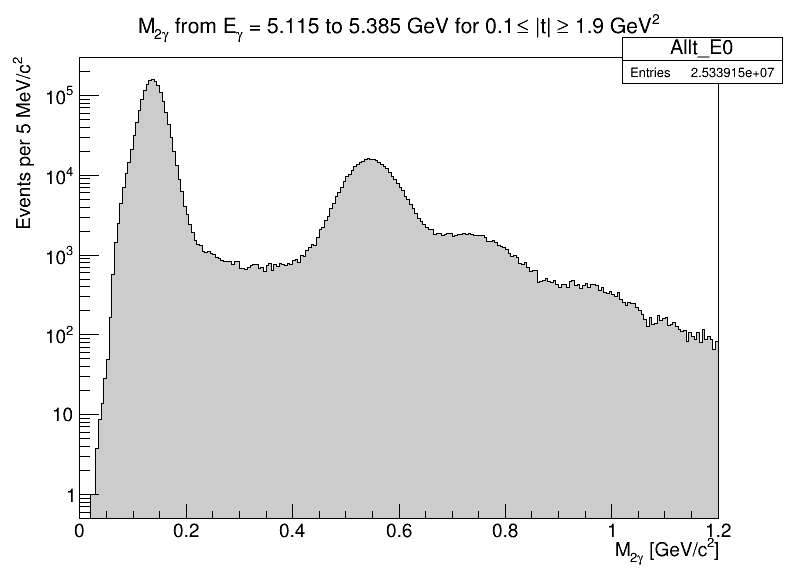 M2γ from Eγ = 5.115 to 5.385 GeV for 0.1 ≤ |t| ≥ 1.9 GeV²
Allt_E0
Entries 2.533915e+07
Events per 5 MeV/c²
10⁵
10⁴
10³
10²
10
1
0 0.2 0.4 0.6 0.8 1 1.2
M2γ [GeV/c²]